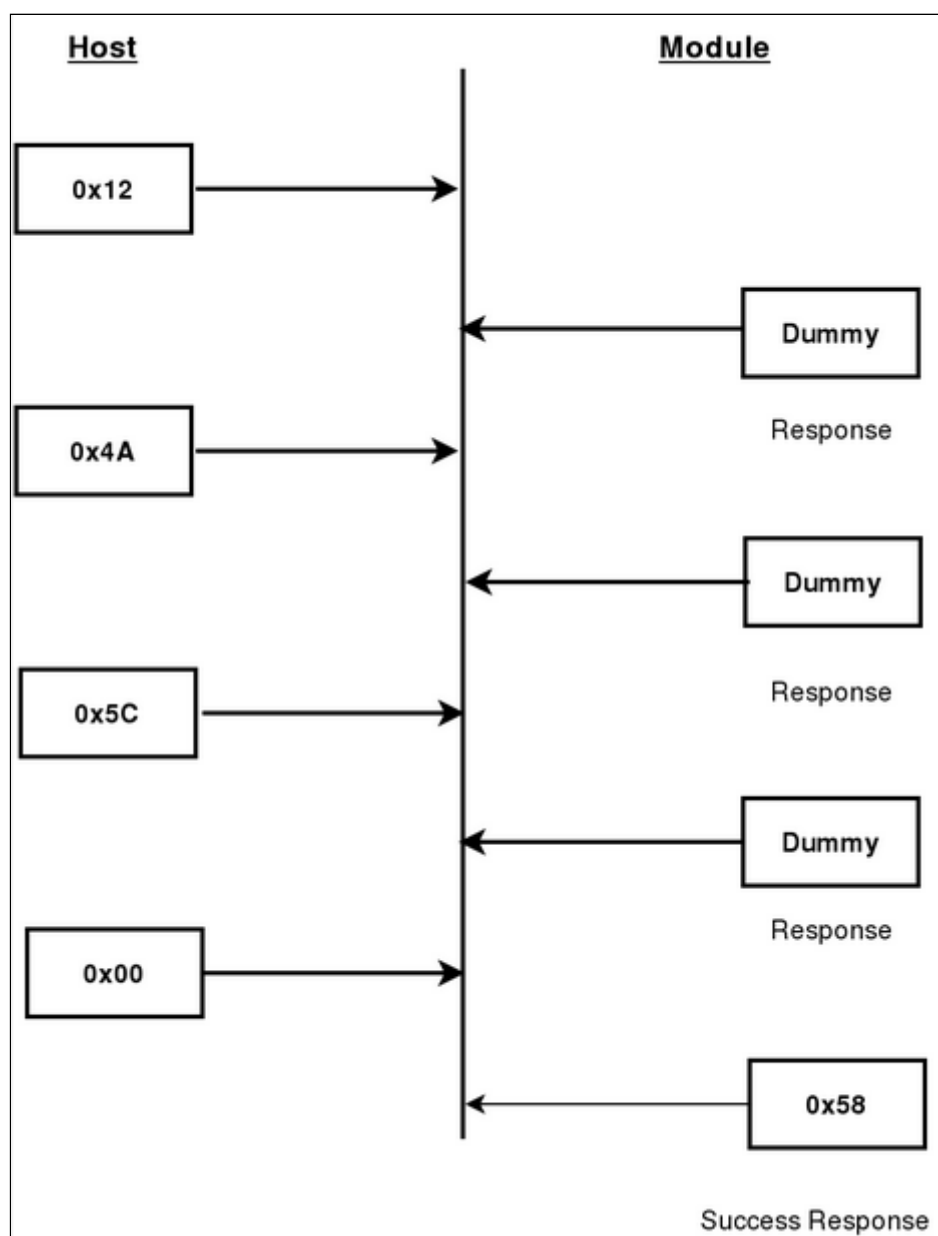 Host
Module
0x12
Dummy
Response
0x4A
Dummy
Response
0x5C
Dummy
Response
0x00
0x58
Success Response